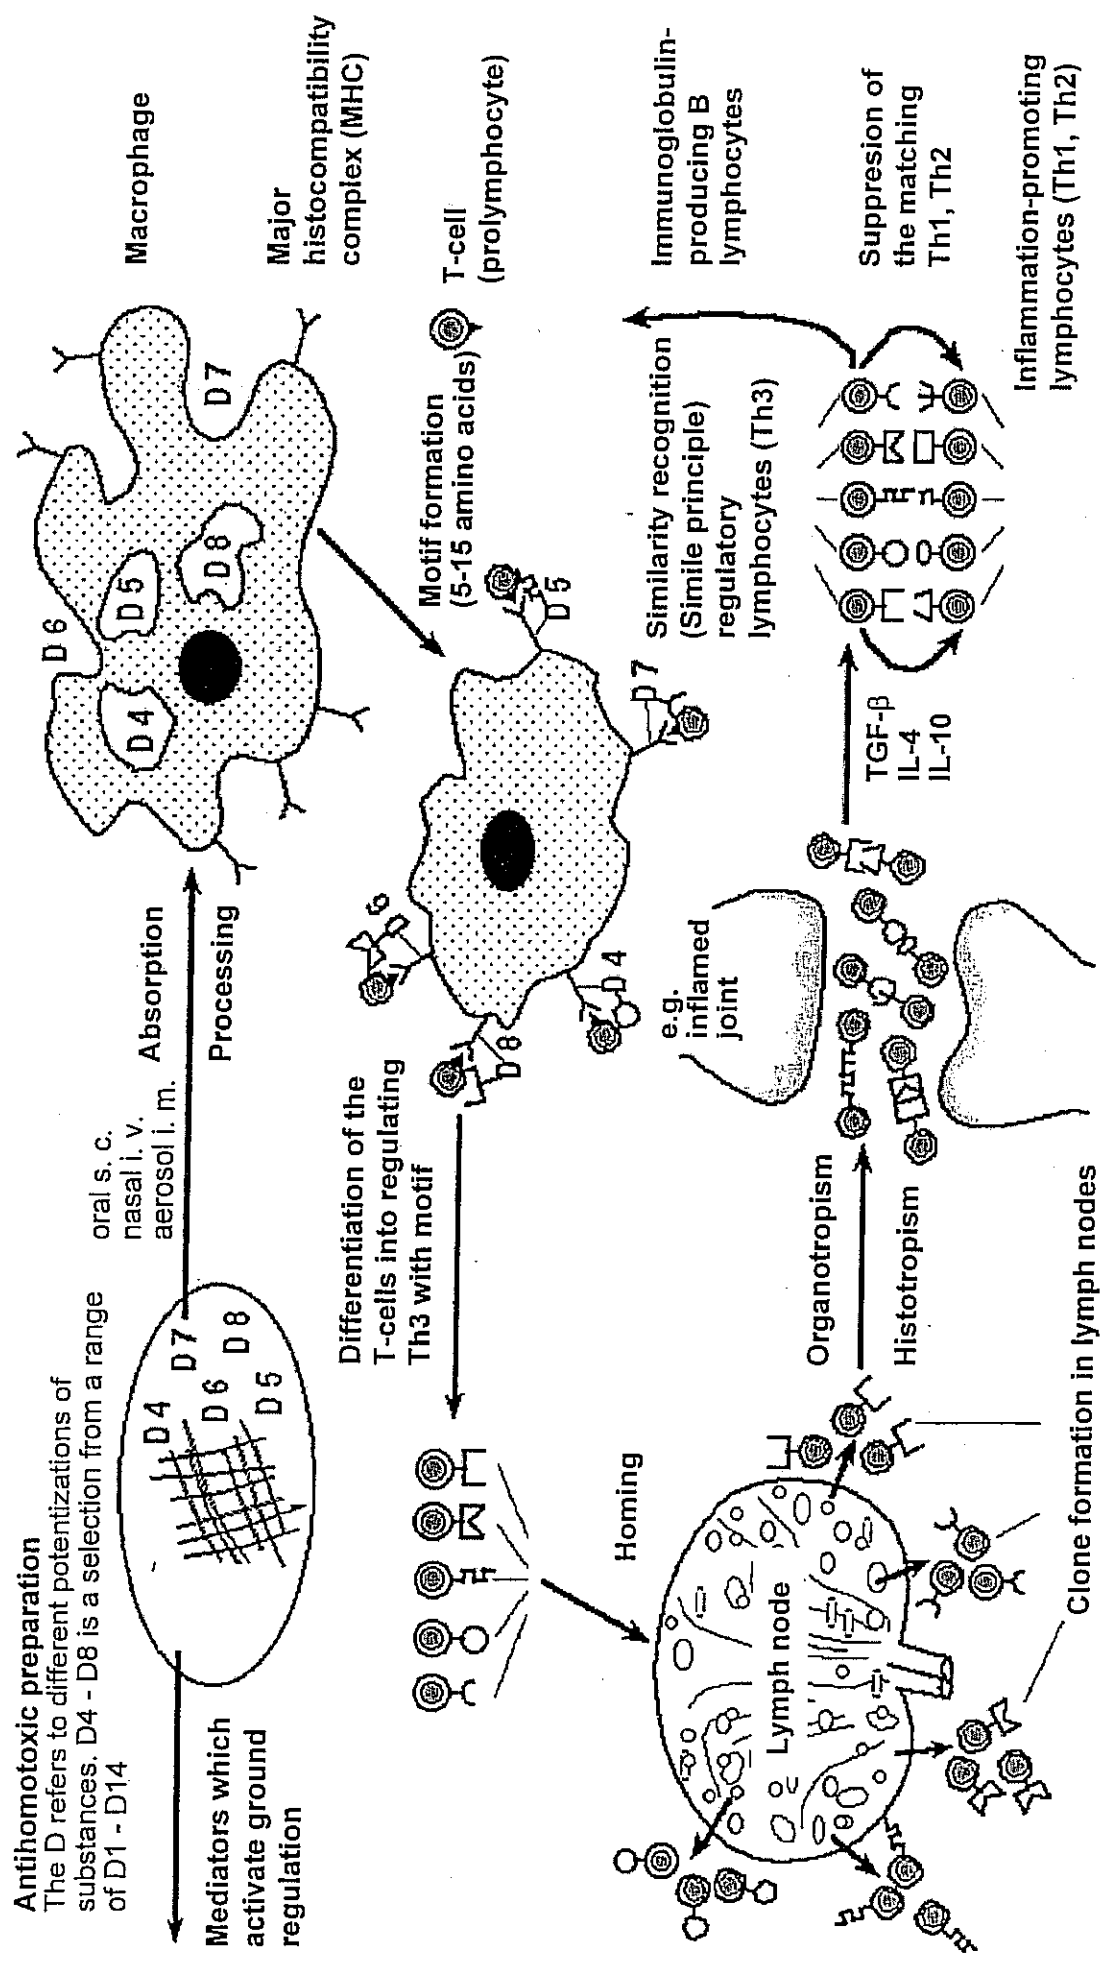 Antihomotoxic preparation
The D refers to different potentizations of
substances. D4 - D8 is a selection from a range
of D1 - D14
Mediators which
activate ground
regulation
D 4
D 7
D 6
D 8
D 5
oral s. c.
nasal i. v.
aerosol i. m.
Absorption
Processing
D 6
D 4
D 5
D 8
D 7
Macrophage
Major
histocompatibility
complex (MHC)
Differentiation of the
T-cells into regulating
Th3 with motif
6
D 8
D 4
D 7
D 5
Motif formation
(5-15 amino acids)
T-cell
(prolymphocyte)
Homing
Lymph node
Clone formation in lymph nodes
Organotropism
Histotropism
e.g.
inflamed
joint
TGF-β
IL-4
IL-10
Similarity recognition
(Simile principle)
regulatory
lymphocytes (Th3)
Immunoglobulin-
producing B
lymphocytes
Suppresion of
the matching
Th1, Th2
Inflammation-promoting
lymphocytes (Th1, Th2)